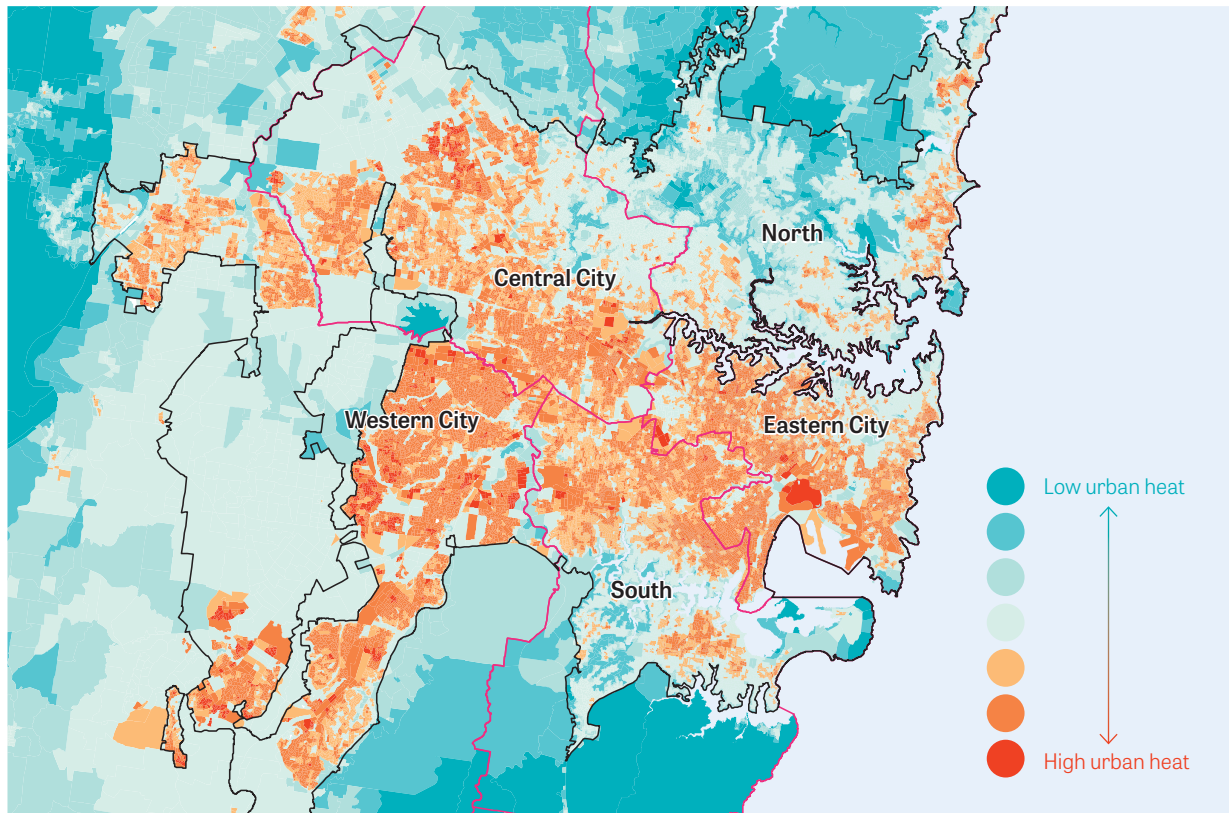 North
Central City
Western City
Eastern City
Low urban heat
South
High urban heat